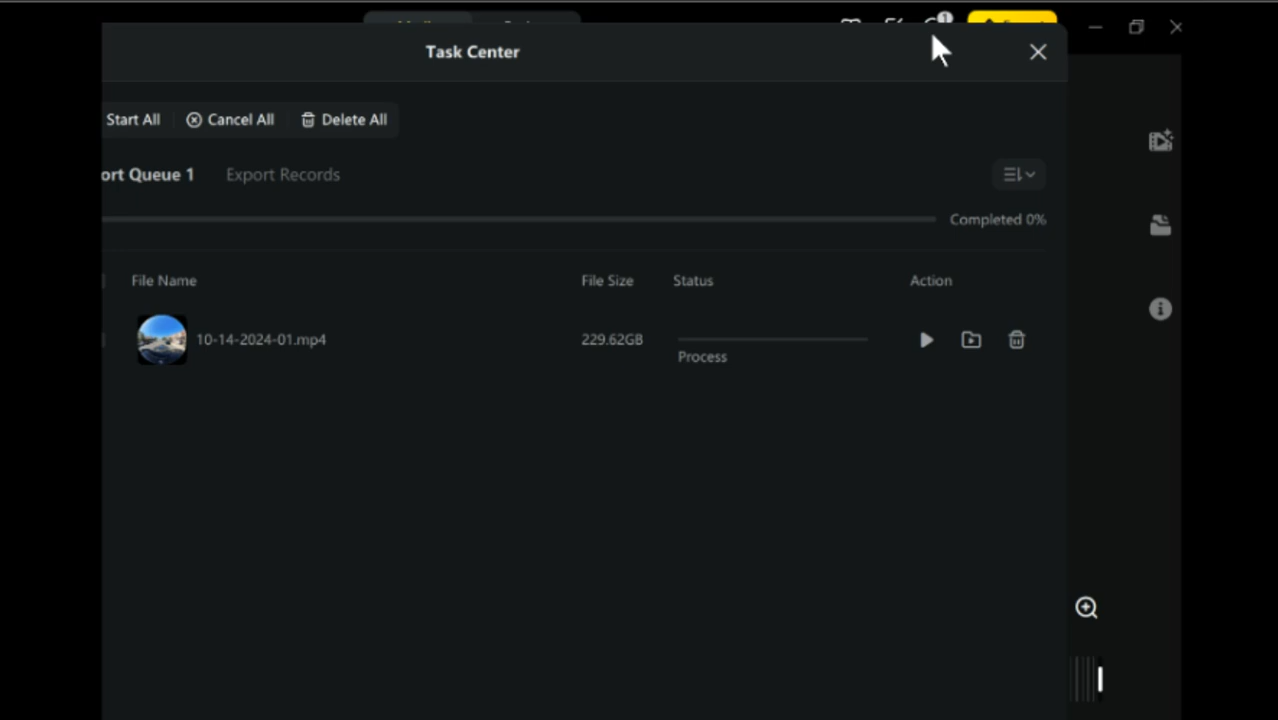 Task Center
Start All Cancel All Delete All
ort Queue 1 Export Records
Completed 0%
File Name File Size Status Action
10-14-2024-01.mp4 229.62GB
Process
1